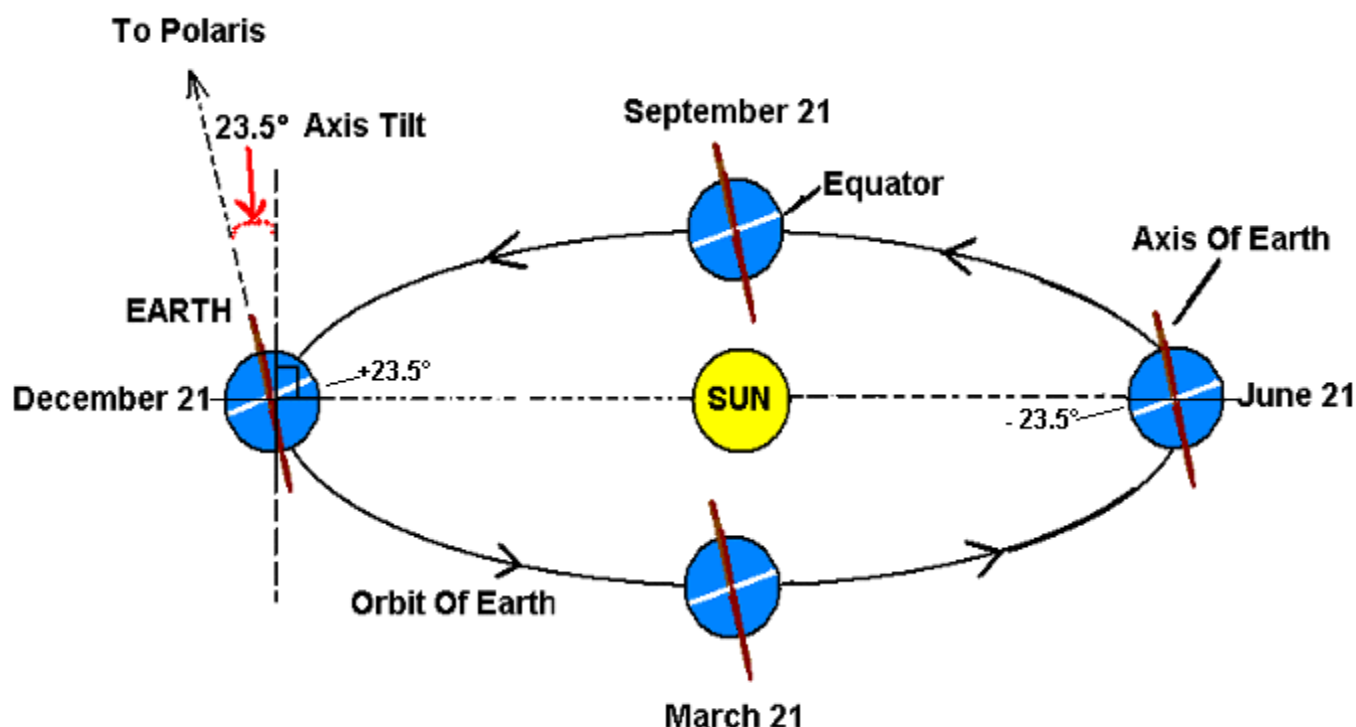 To Polaris
23.5° Axis Tilt
September 21
Equator
Axis Of Earth
EARTH
+23.5°
December 21
SUN
- 23.5°
June 21
Orbit Of Earth
March 21